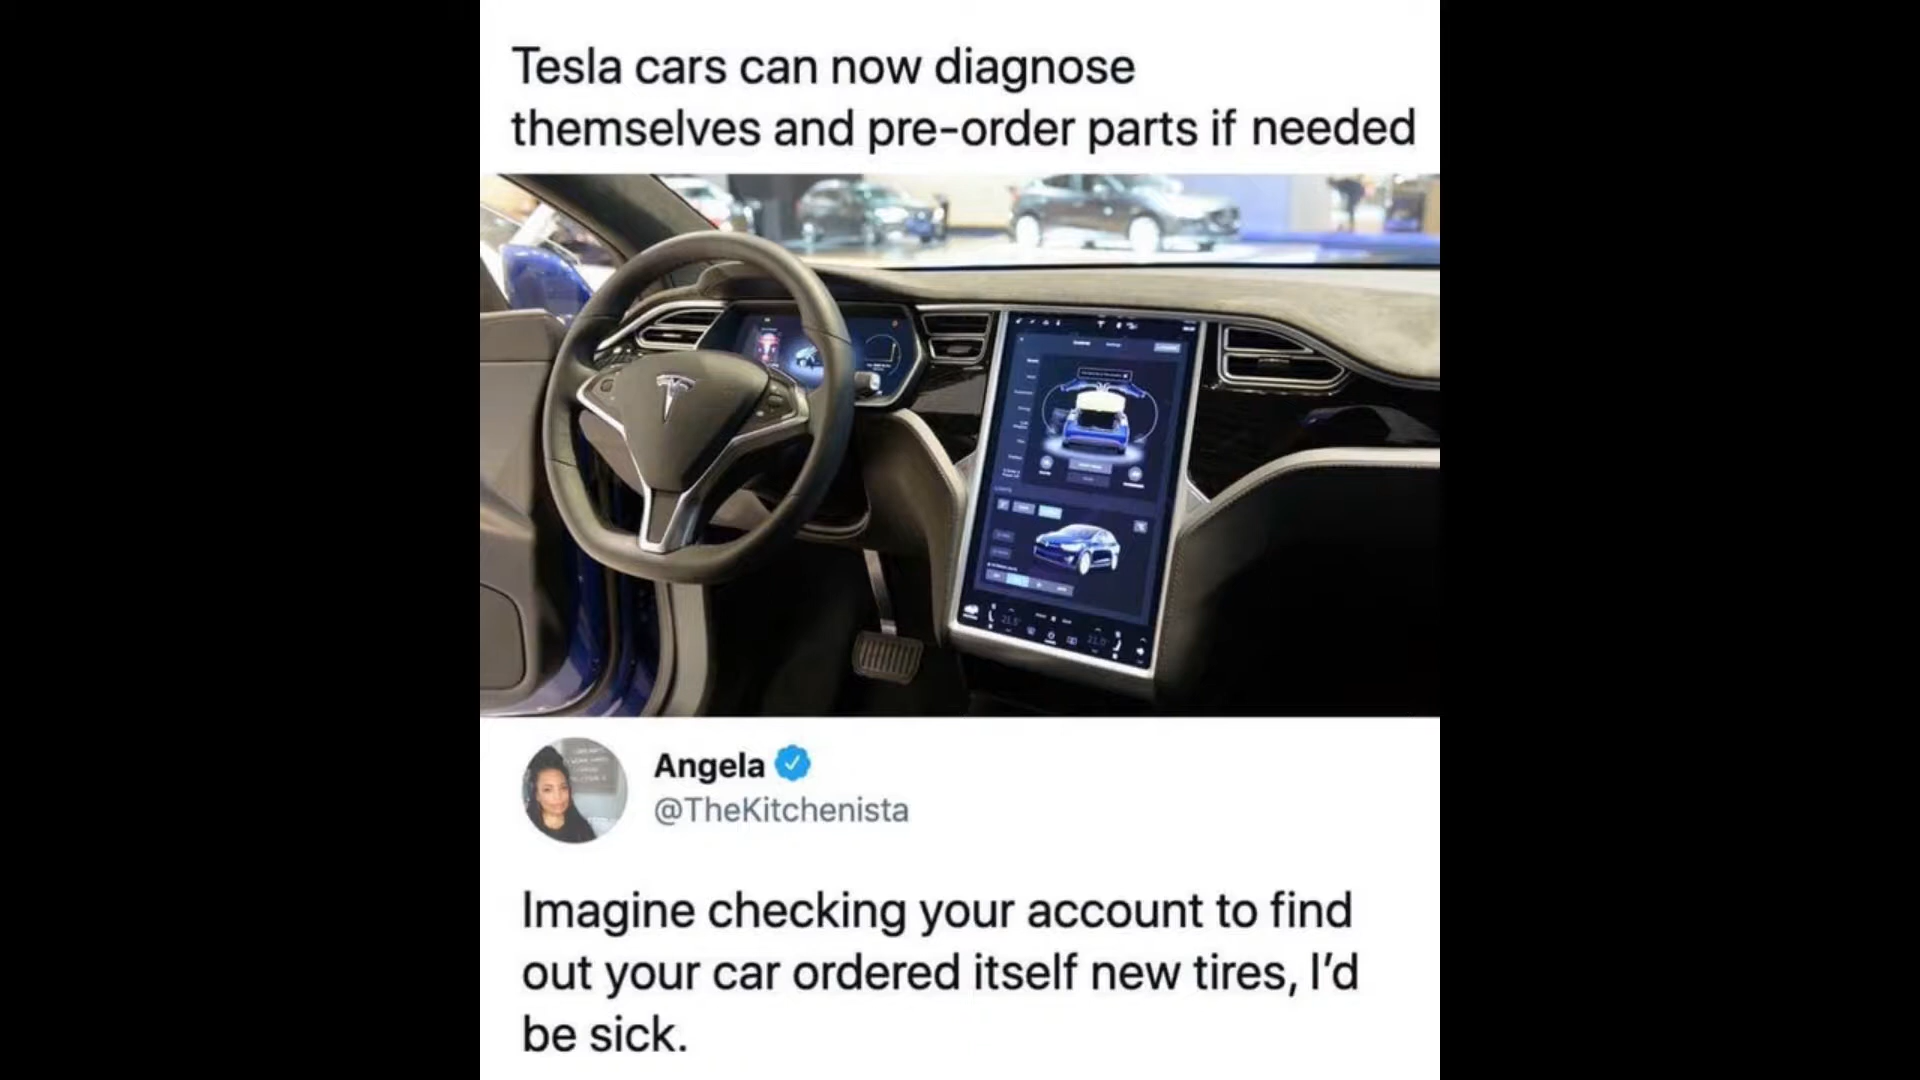 Tesla cars can now diagnose
themselves and pre-order parts if needed
Angela
@TheKitchenista
Imagine checking your account to find
out your car ordered itself new tires, I’d
be sick.